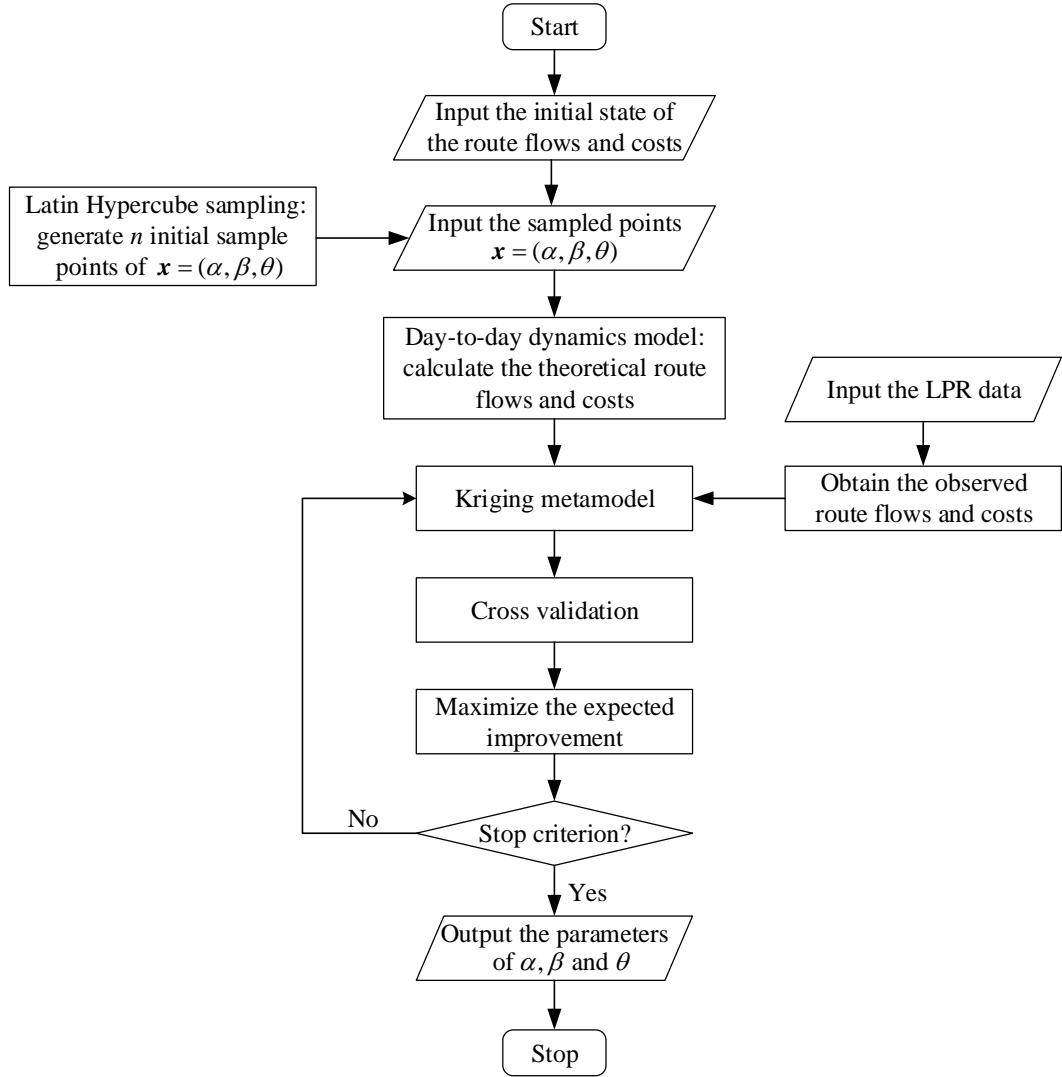 Start
Input the initial state of
the route flows and costs
Latin Hypercube sampling:
generate n initial sample
points of x = (α, β, θ)
Input the sampled points
x = (α, β, θ)
Day-to-day dynamics model:
calculate the theoretical route
flows and costs
Input the LPR data
Kriging metamodel
Obtain the observed
route flows and costs
Cross validation
Maximize the expected
improvement
No
Stop criterion?
Yes
Output the parameters
of α, β and θ
Stop